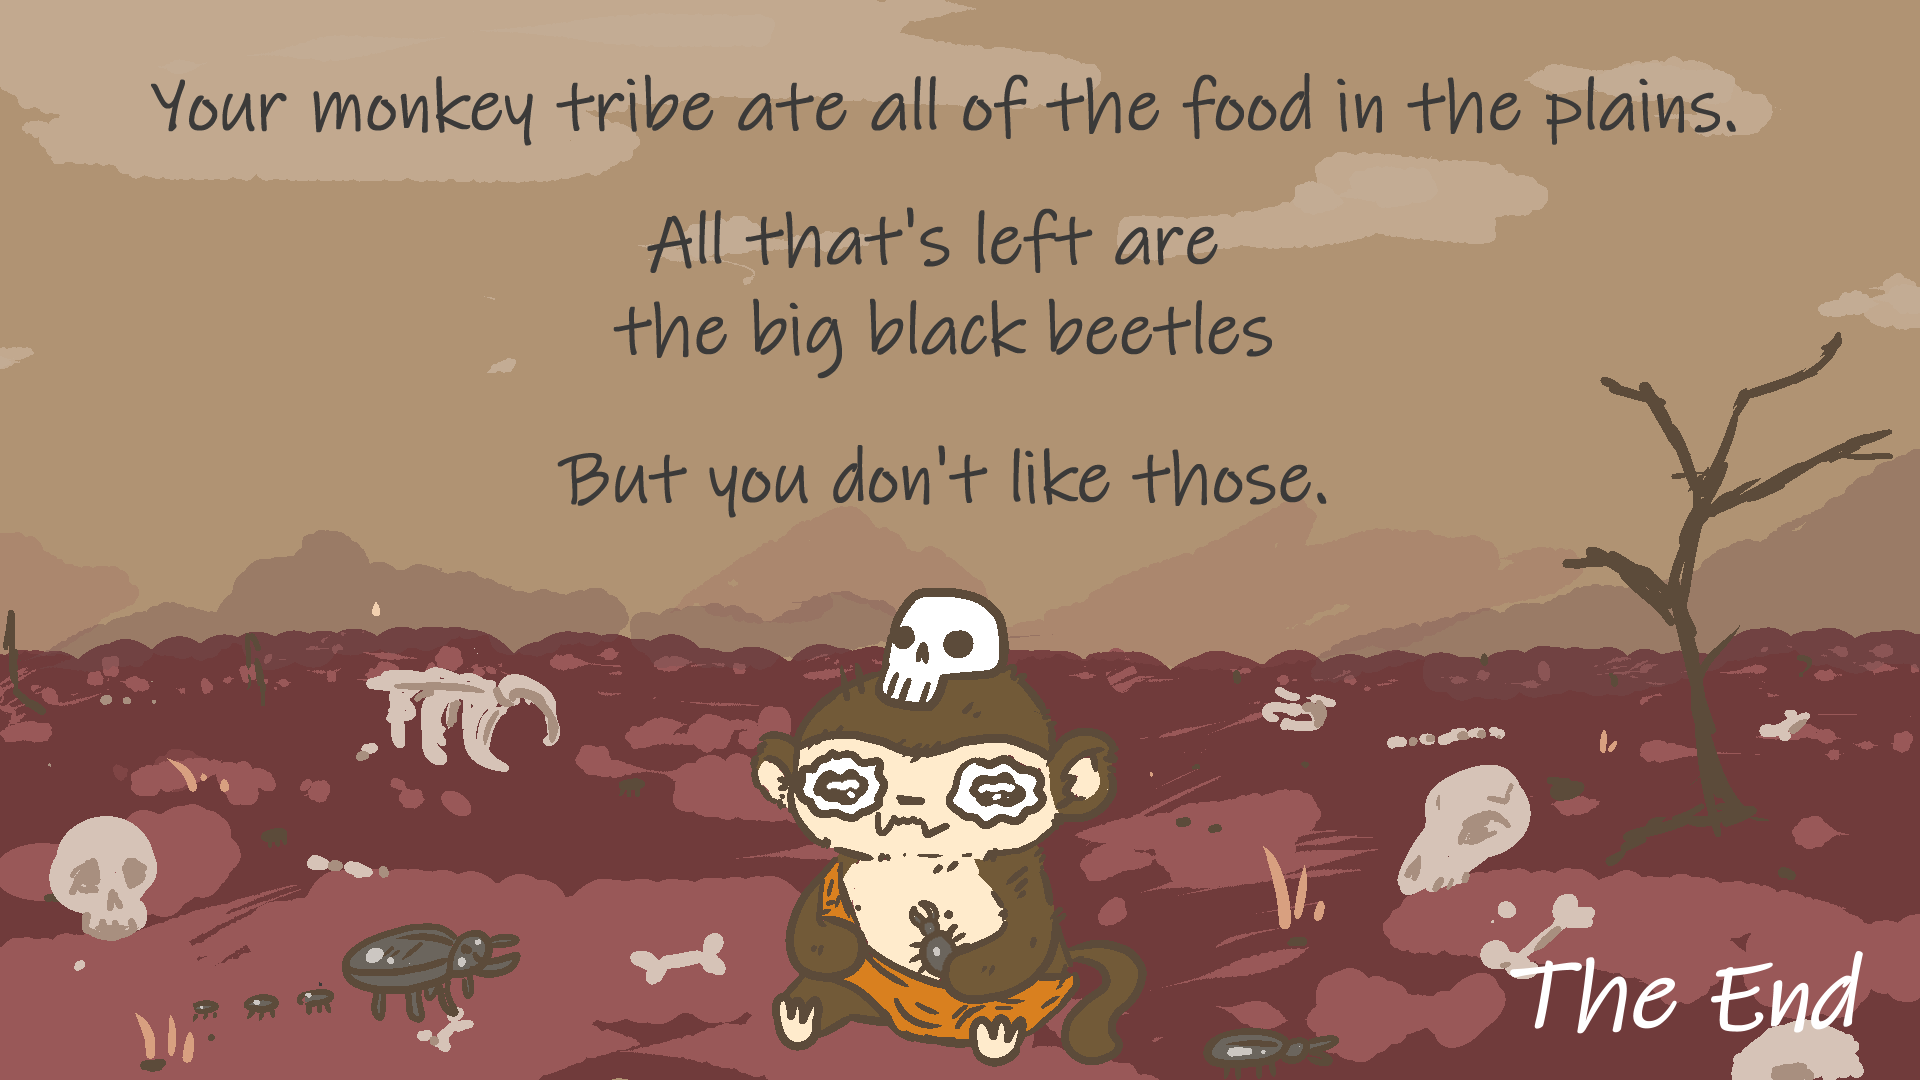 Your monkey tribe ate all of the food in the plains.
All that's left are
the big black beetles
But you don't like those.
The End